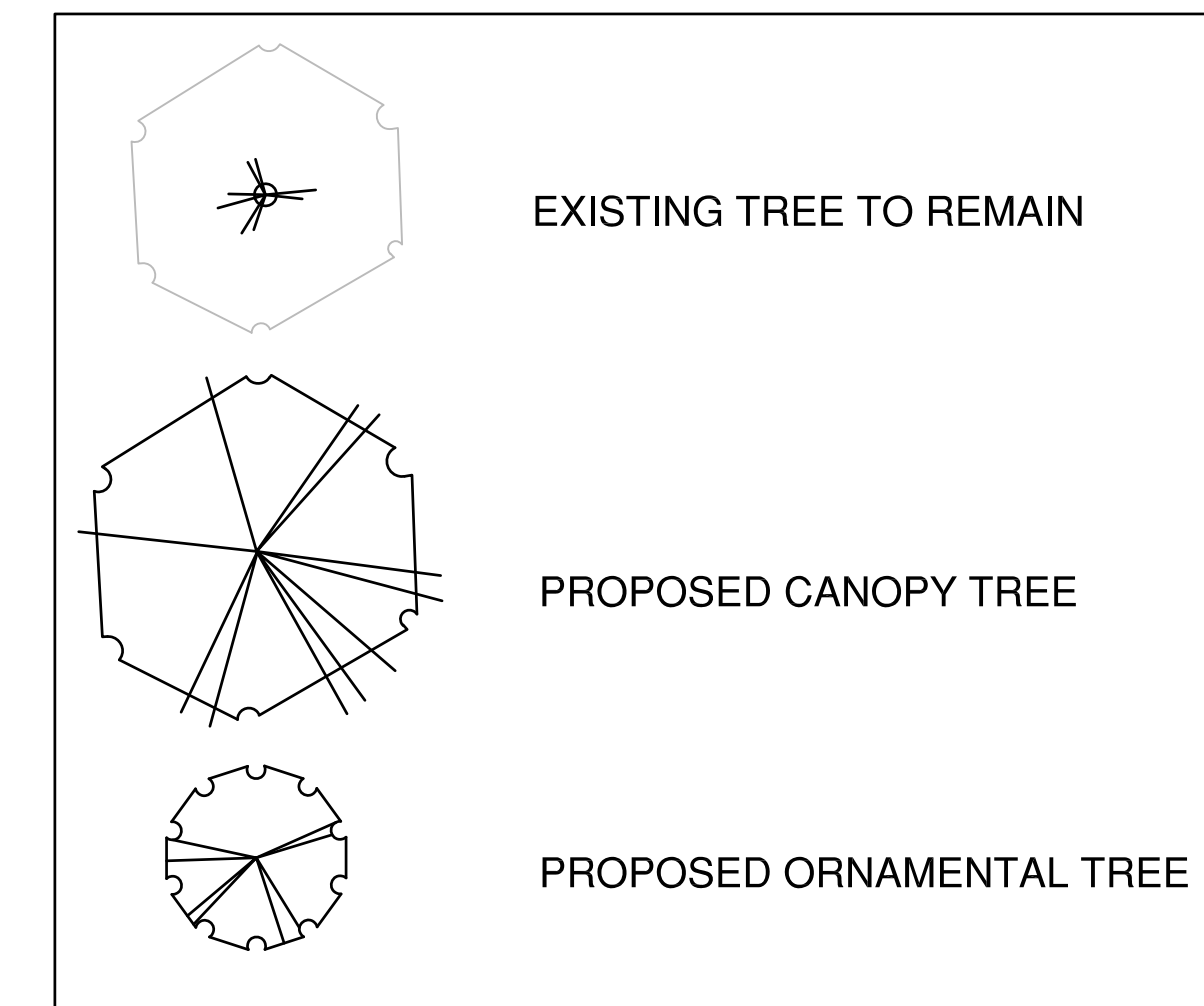 EXISTING TREE TO REMAIN
PROPOSED CANOPY TREE
PROPOSED ORNAMENTAL TREE